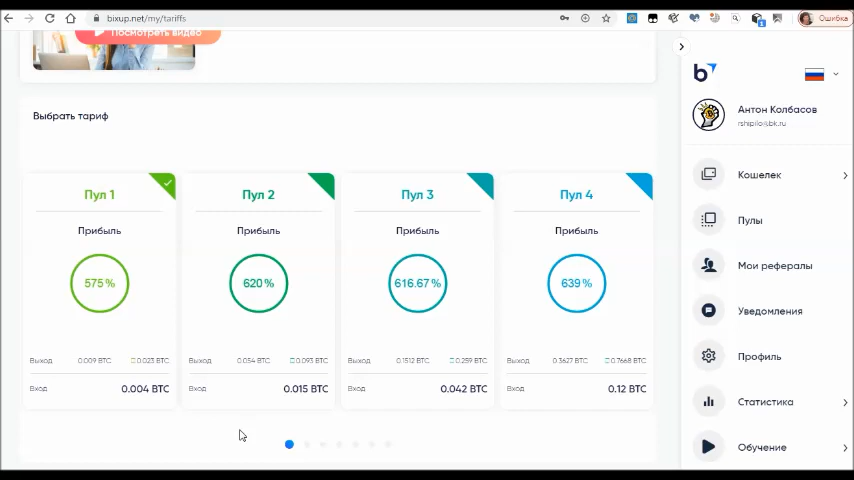 bixup.net/my/tariffs
Ошибка
Посмотреть видео
Выбрать тариф
Пул 1
Прибыль
575 %
Выход 0.009 BTC 0.023 BTC
Вход 0.004 BTC
Пул 2
Прибыль
620 %
Выход 0.054 BTC 0.093 BTC
Вход 0.015 BTC
Пул 3
Прибыль
616.67 %
Выход 0.1512 BTC 0.259 BTC
Вход 0.042 BTC
Пул 4
Прибыль
639 %
Выход 0.3627 BTC 0.7668 BTC
Вход 0.12 BTC
b
Антон Колбасов
rshipilo@bk.ru
Кошелек
Пулы
Мои рефералы
Уведомления
Профиль
Статистика
Обучение